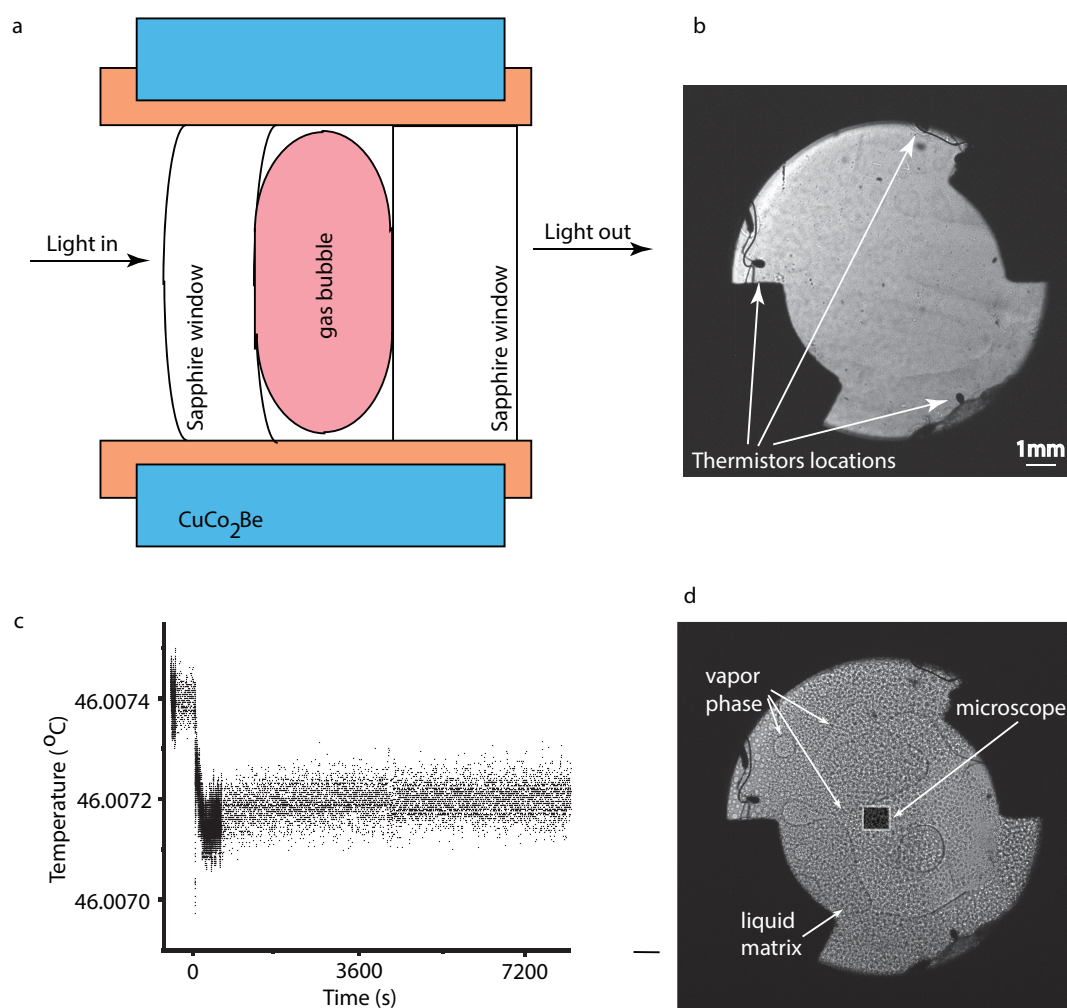 a
Light in
Sapphire window
gas bubble
Sapphire window
Light out
CuCo2Be
b
Thermistors locations
1mm
c
Temperature (oC)
46.0074
46.0072
46.0070
0
3600
7200
Time (s)
d
vapor
phase
microscope
liquid
matrix